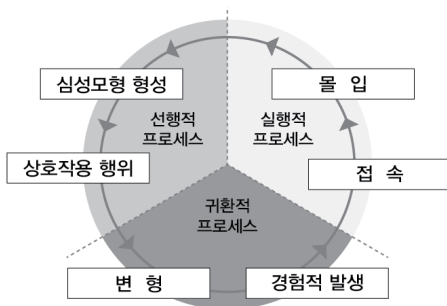 심성모형 형성
몰 입
선행적
프로세스
실행적
프로세스
상호작용 행위
접 속
귀환적
프로세스
변 형
경험적 발생